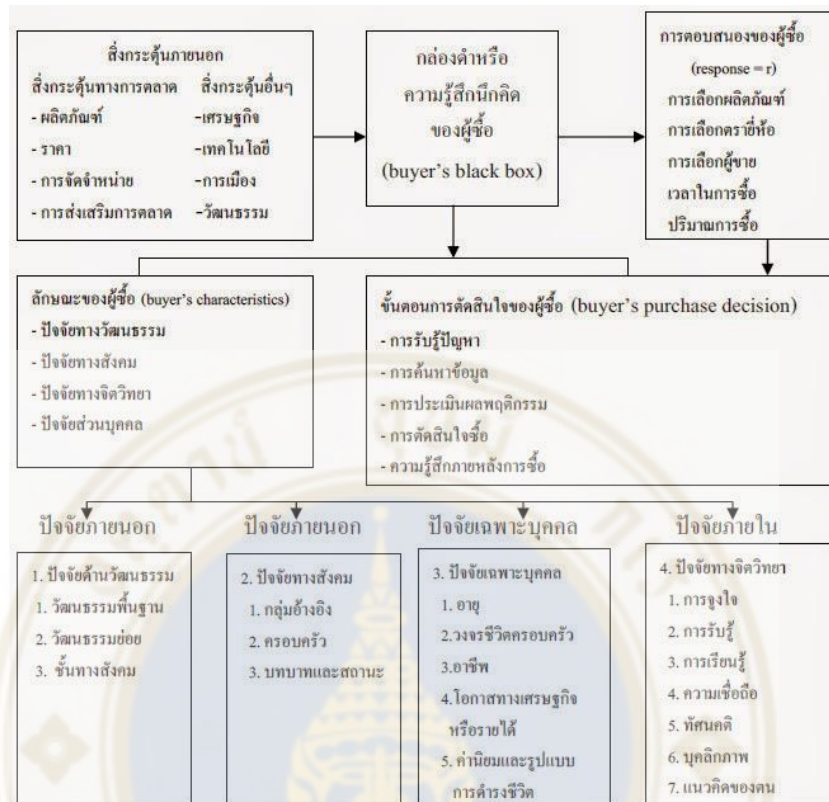 สิ่งกระตุ้นภายนอก
สิ่งกระตุ้นทางการตลาด สิ่งกระตุ้นอื่นๆ
- ผลิตภัณฑ์ -เศรษฐกิจ
- ราคา -เทคโนโลยี
- การจัดจำหน่าย -การเมือง
- การส่งเสริมการตลาด -วัฒนธรรม
กล่องดำหรือ
ความรู้สึกนึกคิด
ของผู้ซื้อ
(buyer's black box)
การตอบสนองของผู้ซื้อ
(response = r)
การเลือกผลิตภัณฑ์
การเลือกตรายี่ห้อ
การเลือกผู้ขาย
เวลาในการซื้อ
ปริมาณการซื้อ
ลักษณะของผู้ซื้อ (buyer's characteristics)
- ปัจจัยทางวัฒนธรรม
- ปัจจัยทางสังคม
- ปัจจัยทางจิตวิทยา
- ปัจจัยส่วนบุคคล
ขั้นตอนการตัดสินใจของผู้ซื้อ (buyer's purchase decision)
- การรับรู้ปัญหา
- การค้นหาข้อมูล
- การประเมินผลพฤติกรรม
- การตัดสินใจซื้อ
- ความรู้สึกภายหลังการซื้อ
ปัจจัยภายนอก
1. ปัจจัยด้านวัฒนธรรม
1. วัฒนธรรมพื้นฐาน
2. วัฒนธรรมย่อย
3. ชั้นทางสังคม
ปัจจัยภายนอก
2. ปัจจัยทางสังคม
1. กลุ่มอ้างอิง
2. ครอบครัว
3. บทบาทและสถานะ
ปัจจัยเฉพาะบุคคล
3. ปัจจัยเฉพาะบุคคล
1. อายุ
2.วงจรชีวิตครอบครัว
3.อาชีพ
4.โอกาสทางเศรษฐกิจ
หรือรายได้
5. ค่านิยมและรูปแบบ
การดำรงชีวิต
ปัจจัยภายใน
4. ปัจจัยทางจิตวิทยา
1. การจูงใจ
2. การรับรู้
3. การเรียนรู้
4. ความเชื่อถือ
5. ทัศนคติ
6. บุคลิกภาพ
7. แนวคิดของตน